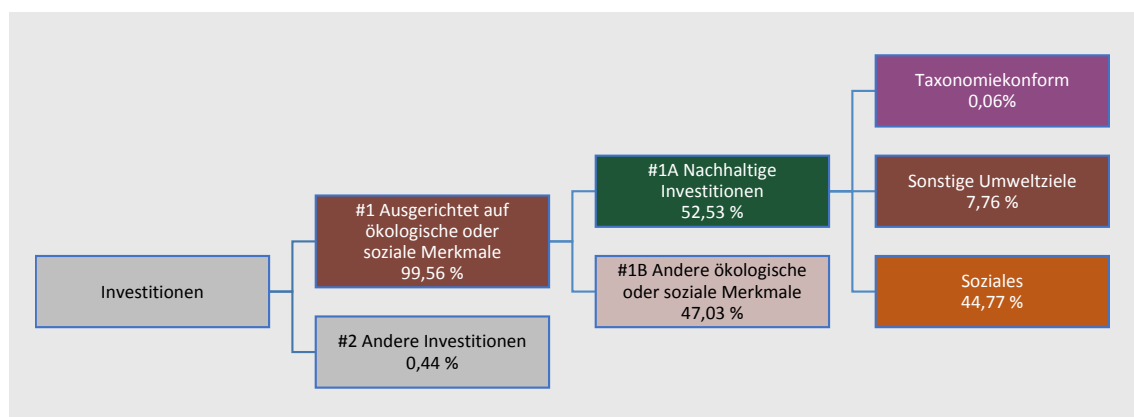 Investitionen
#1 Ausgerichtet auf
ökologische oder
soziale Merkmale
99,56 %
#2 Andere Investitionen
0,44 %
#1A Nachhaltige
Investitionen
52,53 %
#1B Andere ökologische
oder soziale Merkmale
47,03 %
Taxonomiekonform
0,06%
Sonstige Umweltziele
7,76 %
Soziales
44,77 %